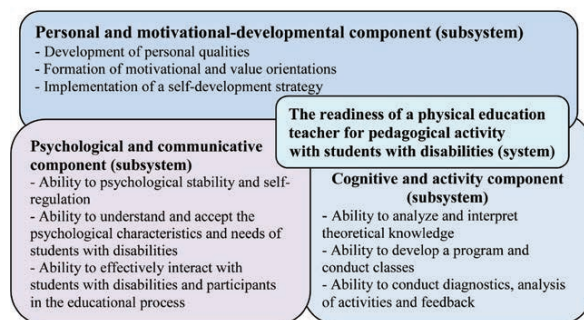 Personal and motivational-developmental component (subsystem)
- Development of personal qualities
- Formation of motivational and value orientations
- Implementation of a self-development strategy
The readiness of a physical education
teacher for pedagogical activity
with students with disabilities (system)
Psychological and communicative
component (subsystem)
- Ability to psychological stability and self-
regulation
- Ability to understand and accept the
psychological characteristics and needs of
students with disabilities
- Ability to effectively interact with
students with disabilities and participants
in the educational process
Cognitive and activity component
(subsystem)
- Ability to analyze and interpret
theoretical knowledge
- Ability to develop a program and
conduct classes
- Ability to conduct diagnostics, analysis
of activities and feedback